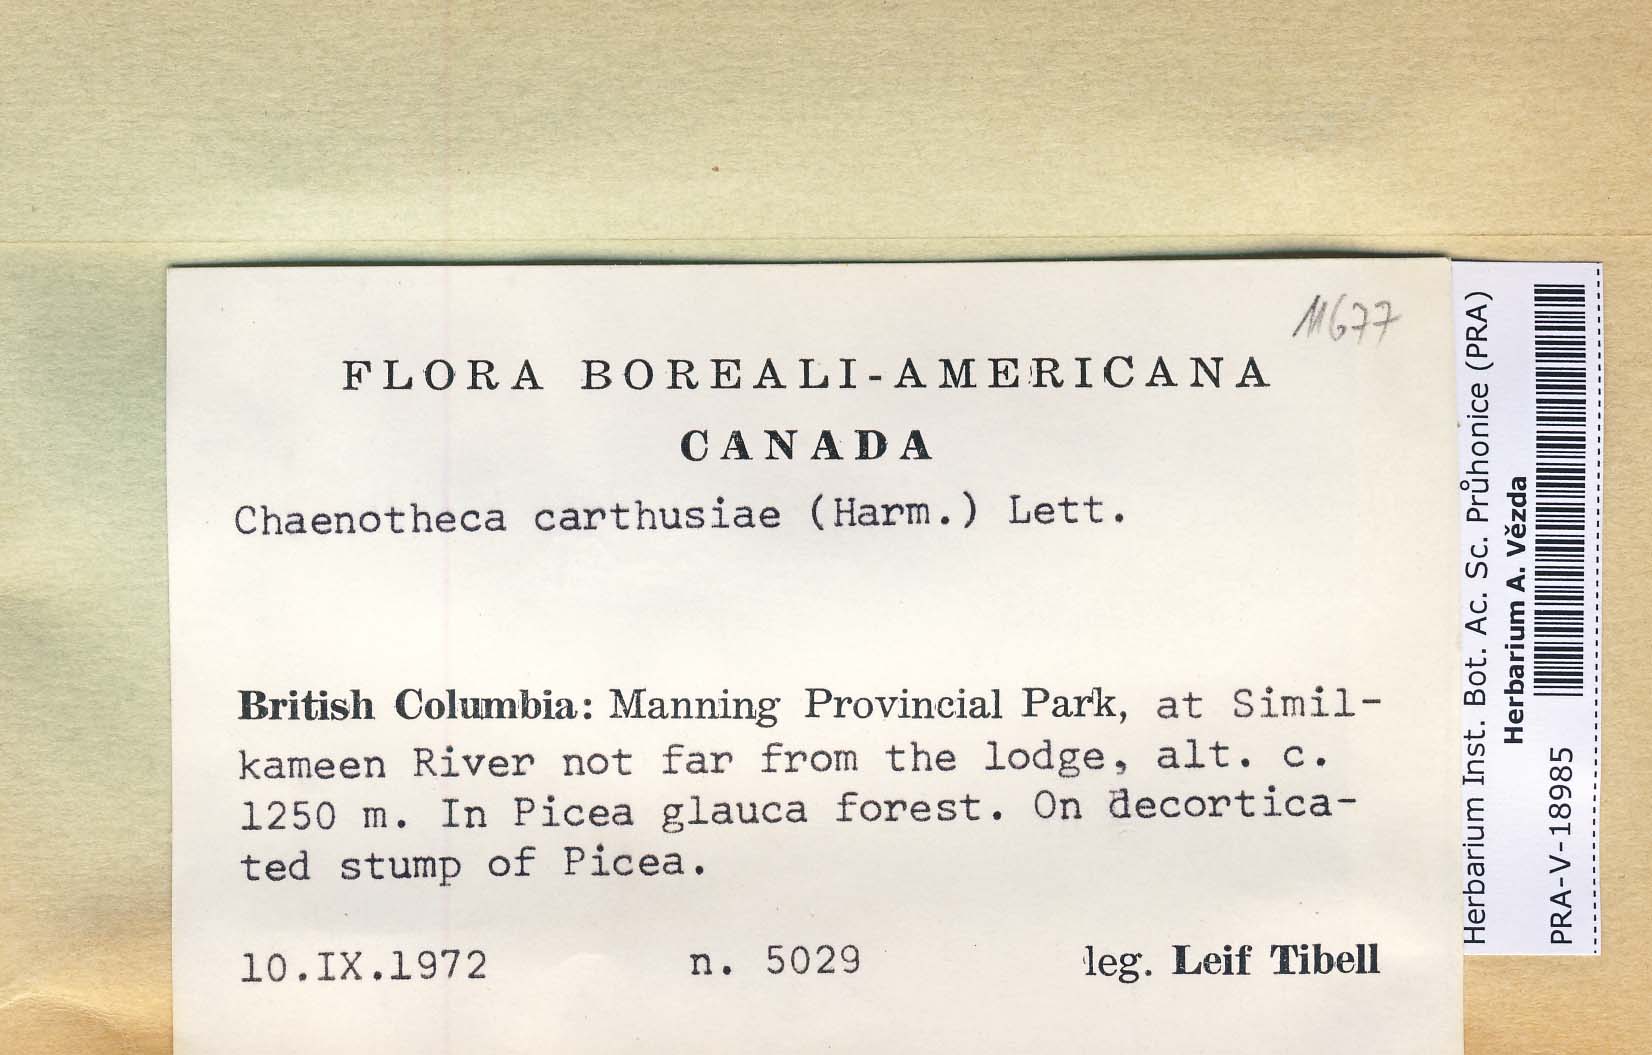 11677
FLORA BOREALI-AMERICANA
CANADA
Chaenotheca carthusiae (Harm.) Lett.
British Columbia: Manning Provincial Park, at Simil-
kameen River not far from the lodge, alt. c.
1250 m. In Picea glauca forest. On decortica-
ted stump of Picea.
10.IX.1972 n. 5029 leg. Leif Tibell
Herbarium Inst. Bot. Ac. Sc. Průhonice (PRA)
Herbarium A. Vězda
PRA-V-18985